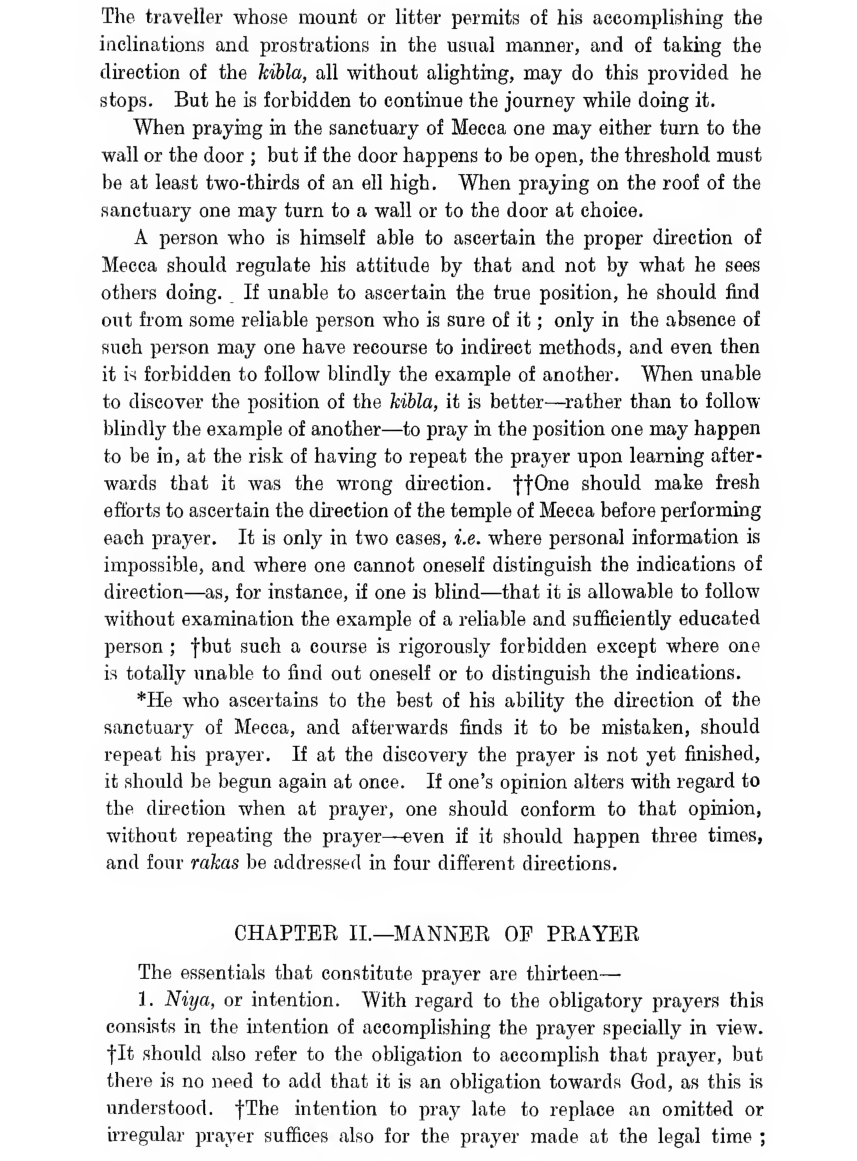 The traveller whose mount or litter permits of his accomplishing the
inclinations and prostrations in the usual manner, and of taking the
direction of the kibla, all without alighting, may do this provided he
stops. But he is forbidden to continue the journey while doing it.
When praying in the sanctuary of Mecca one may either turn to the
wall or the door ; but if the door happens to be open, the threshold must
be at least two-thirds of an ell high. When praying on the roof of the
sanctuary one may turn to a wall or to the door at choice.
A person who is himself able to ascertain the proper direction of
Mecca should regulate his attitude by that and not by what he sees
others doing. If unable to ascertain the true position, he should find
out from some reliable person who is sure of it ; only in the absence of
such person may one have recourse to indirect methods, and even then
it is forbidden to follow blindly the example of another. When unable
to discover the position of the kibla, it is better—rather than to follow
blindly the example of another—to pray in the position one may happen
to be in, at the risk of having to repeat the prayer upon learning after-
wards that it was the wrong direction. ††One should make fresh
efforts to ascertain the direction of the temple of Mecca before performing
each prayer. It is only in two cases, i.e. where personal information is
impossible, and where one cannot oneself distinguish the indications of
direction—as, for instance, if one is blind—that it is allowable to follow
without examination the example of a reliable and sufficiently educated
person ; †but such a course is rigorously forbidden except where one
is totally unable to find out oneself or to distinguish the indications.
*He who ascertains to the best of his ability the direction of the
sanctuary of Mecca, and afterwards finds it to be mistaken, should
repeat his prayer. If at the discovery the prayer is not yet finished,
it should be begun again at once. If one's opinion alters with regard to
the direction when at prayer, one should conform to that opinion,
without repeating the prayer—even if it should happen three times,
and four rakas be addressed in four different directions.
CHAPTER II.—MANNER OF PRAYER
The essentials that constitute prayer are thirteen—
1. Niya, or intention. With regard to the obligatory prayers this
consists in the intention of accomplishing the prayer specially in view.
†It should also refer to the obligation to accomplish that prayer, but
there is no need to add that it is an obligation towards God, as this is
understood. †The intention to pray late to replace an omitted or
irregular prayer suffices also for the prayer made at the legal time ;